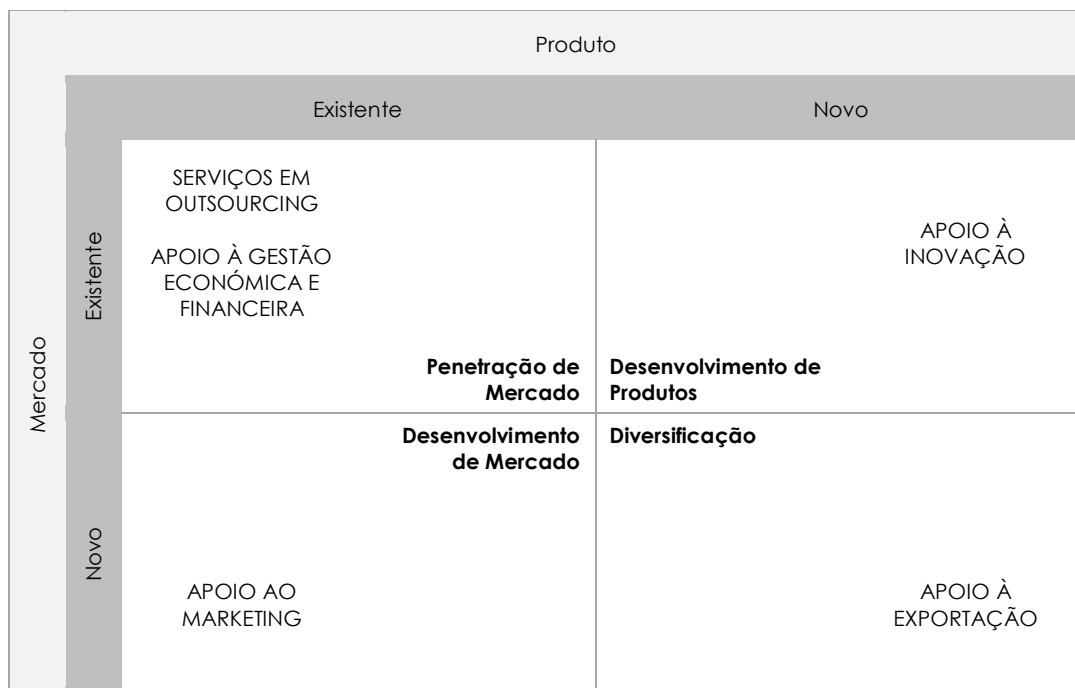 Produto
Existente
Novo
Mercado
Existente
SERVIÇOS EM
OUTSOURCING
APOIO À GESTÃO
ECONÓMICA E
FINANCEIRA
Penetração de
Mercado
APOIO À
INOVAÇÃO
Desenvolvimento de
Produtos
Novo
Desenvolvimento
de Mercado
APOIO AO
MARKETING
Diversificação
APOIO À
EXPORTAÇÃO